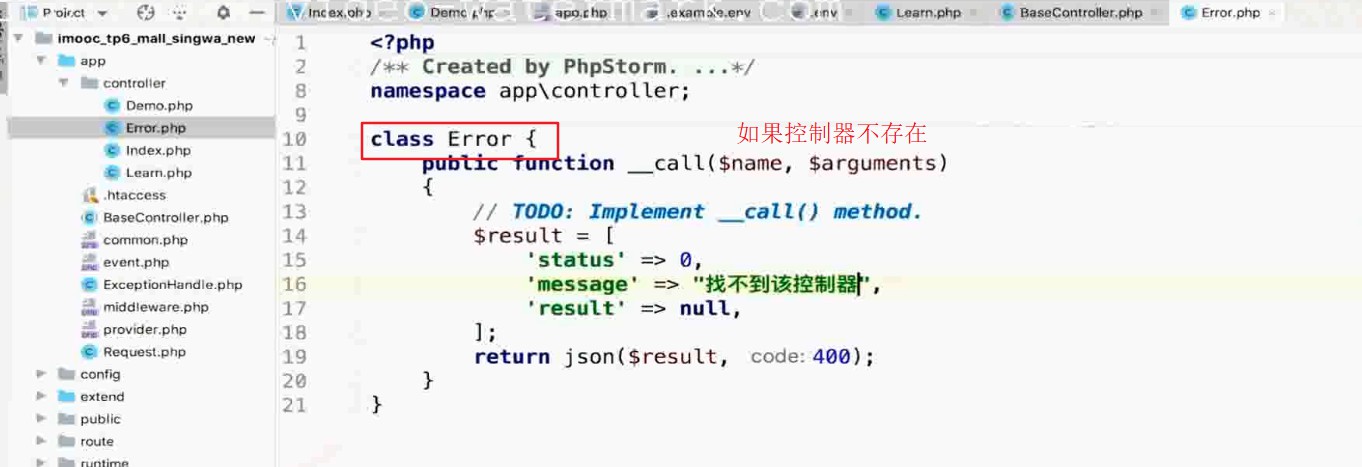 Project
Index.php
Demo.php
app.php
.example.env
.env
Learn.php
BaseController.php
Error.php
imooc_tp6_mall_singwa_new
app
controller
Demo.php
Error.php
Index.php
Learn.php
.htaccess
BaseController.php
common.php
event.php
ExceptionHandle.php
middleware.php
provider.php
Request.php
config
extend
public
route
runtime
1 <?php
2 /** Created by PhpStorm. ...*/
8 namespace app\controller;
9
10 class Error {
如果控制器不存在
11 public function __call($name, $arguments)
12 {
13 // TODO: Implement __call() method.
14 $result = [
15 'status' => 0,
16 'message' => "找不到该控制器",
17 'result' => null,
18 ];
19 return json($result, code: 400);
20 }
21 }